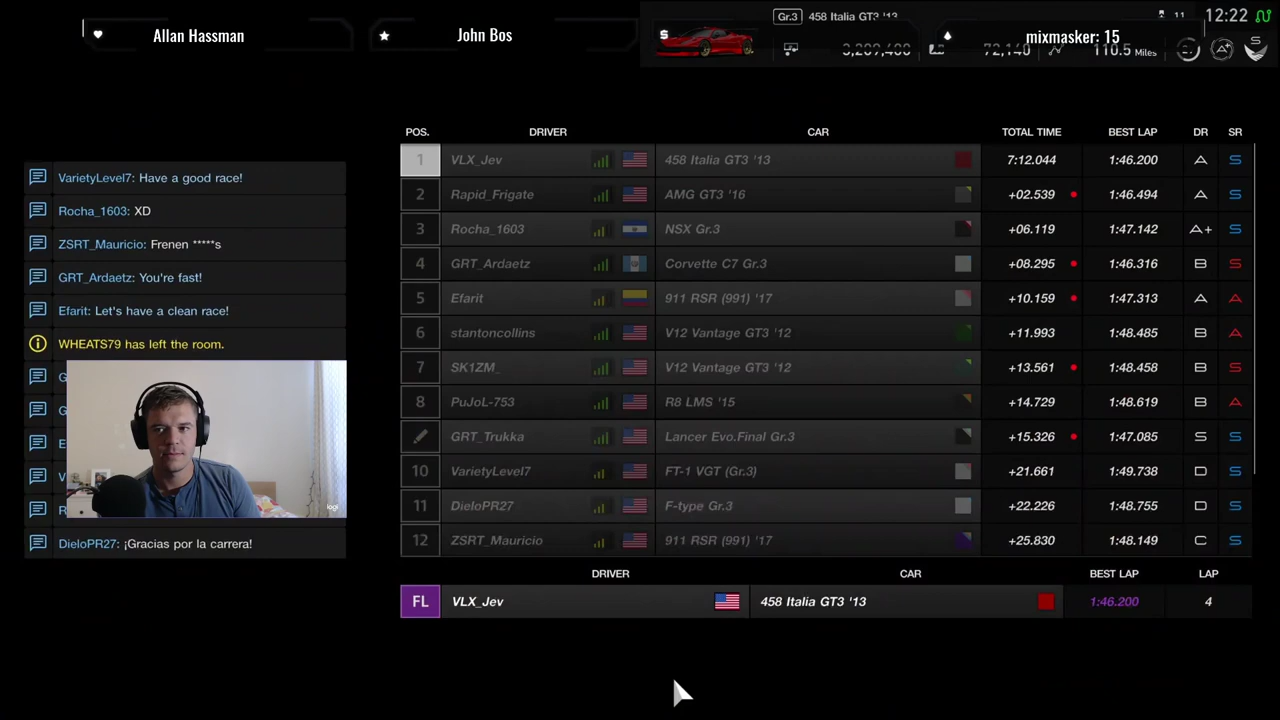 Allan Hassman
John Bos
Gr.3 458 Italia GT3 '13
11
12:22
$
3,209,400
72,140
110.5 Miles
mixmasker: 15
POS. DRIVER CAR TOTAL TIME BEST LAP DR SR
1 VLX_Jev 458 Italia GT3 '13 7:12.044 1:46.200 A S
2 Rapid_Frigate AMG GT3 '16 +02.539 1:46.494 A S
3 Rocha_1603 NSX Gr.3 +06.119 1:47.142 A+ S
4 GRT_Ardaetz Corvette C7 Gr.3 +08.295 1:46.316 B S
5 Efarit 911 RSR (991) '17 +10.159 1:47.313 A A
6 stantoncollins V12 Vantage GT3 '12 +11.993 1:48.485 B A
7 SK1ZM_ V12 Vantage GT3 '12 +13.561 1:48.458 B S
8 PuJoL-753 R8 LMS '15 +14.729 1:48.619 B A
GRT_Trukka Lancer Evo.Final Gr.3 +15.326 1:47.085 S S
10 VarietyLevel7 FT-1 VGT (Gr.3) +21.661 1:49.738 D S
11 DieloPR27 F-type Gr.3 +22.226 1:48.755 D S
12 ZSRT_Mauricio 911 RSR (991) '17 +25.830 1:48.149 C S
DRIVER CAR BEST LAP LAP
FL VLX_Jev 458 Italia GT3 '13 1:46.200 4
VarietyLevel7: Have a good race!
Rocha_1603: XD
ZSRT_Mauricio: Frenen *****s
GRT_Ardaetz: You're fast!
Efarit: Let's have a clean race!
WHEATS79 has left the room.
G
G
E
V
R
logi
DieloPR27: ¡Gracias por la carrera!